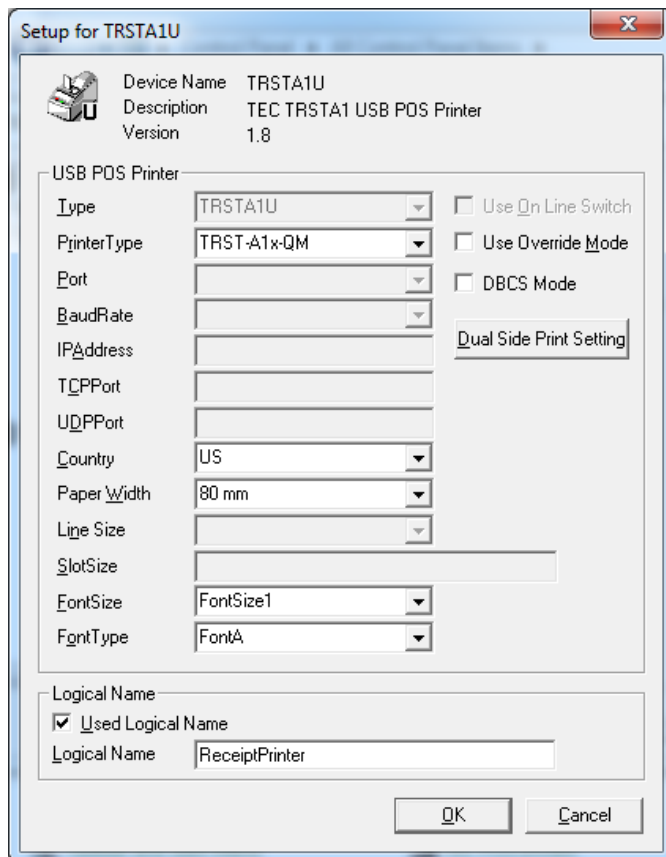 Setup for TRSTA1U
Device Name TRSTA1U
Description TEC TRSTA1 USB POS Printer
Version 1.8
U
USB POS Printer
Type TRSTA1U Use On Line Switch
PrinterType TRST-A1x-QM Use Override Mode
Port DBCS Mode
BaudRate
Dual Side Print Setting
IPAddress
TCPPort
UDPPort
Country US
Paper Width 80 mm
Line Size
SlotSize
FontSize FontSize1
FontType FontA
Logical Name
Used Logical Name
Logical Name ReceiptPrinter
OK Cancel